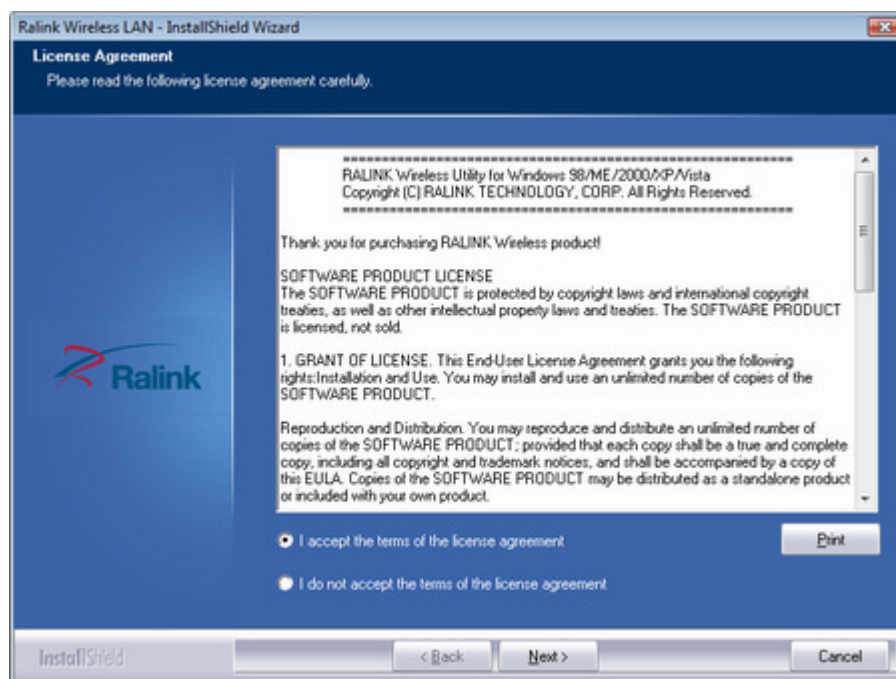 Ralink Wireless LAN - InstallShield Wizard
License Agreement
Please read the following license agreement carefully.
==========================================================
RALINK Wireless Utility for Windows 98/ME/2000/XP/Vista
Copyright (C) RALINK TECHNOLOGY, CORP. All Rights Reserved.
==========================================================
Thank you for purchasing RALINK Wireless product!
SOFTWARE PRODUCT LICENSE
The SOFTWARE PRODUCT is protected by copyright laws and international copyright
treaties, as well as other intellectual property laws and treaties. The SOFTWARE PRODUCT
is licensed, not sold.
1. GRANT OF LICENSE. This End-User License Agreement grants you the following
rights:Installation and Use. You may install and use an unlimited number of copies of the
SOFTWARE PRODUCT.
Reproduction and Distribution. You may reproduce and distribute an unlimited number of
copies of the SOFTWARE PRODUCT; provided that each copy shall be a true and complete
copy, including all copyright and trademark notices, and shall be accompanied by a copy of
this EULA. Copies of the SOFTWARE PRODUCT may be distributed as a standalone product
or included with your own product.
Ralink
I accept the terms of the license agreement
Print
I do not accept the terms of the license agreement
InstallShield
< Back
Next >
Cancel